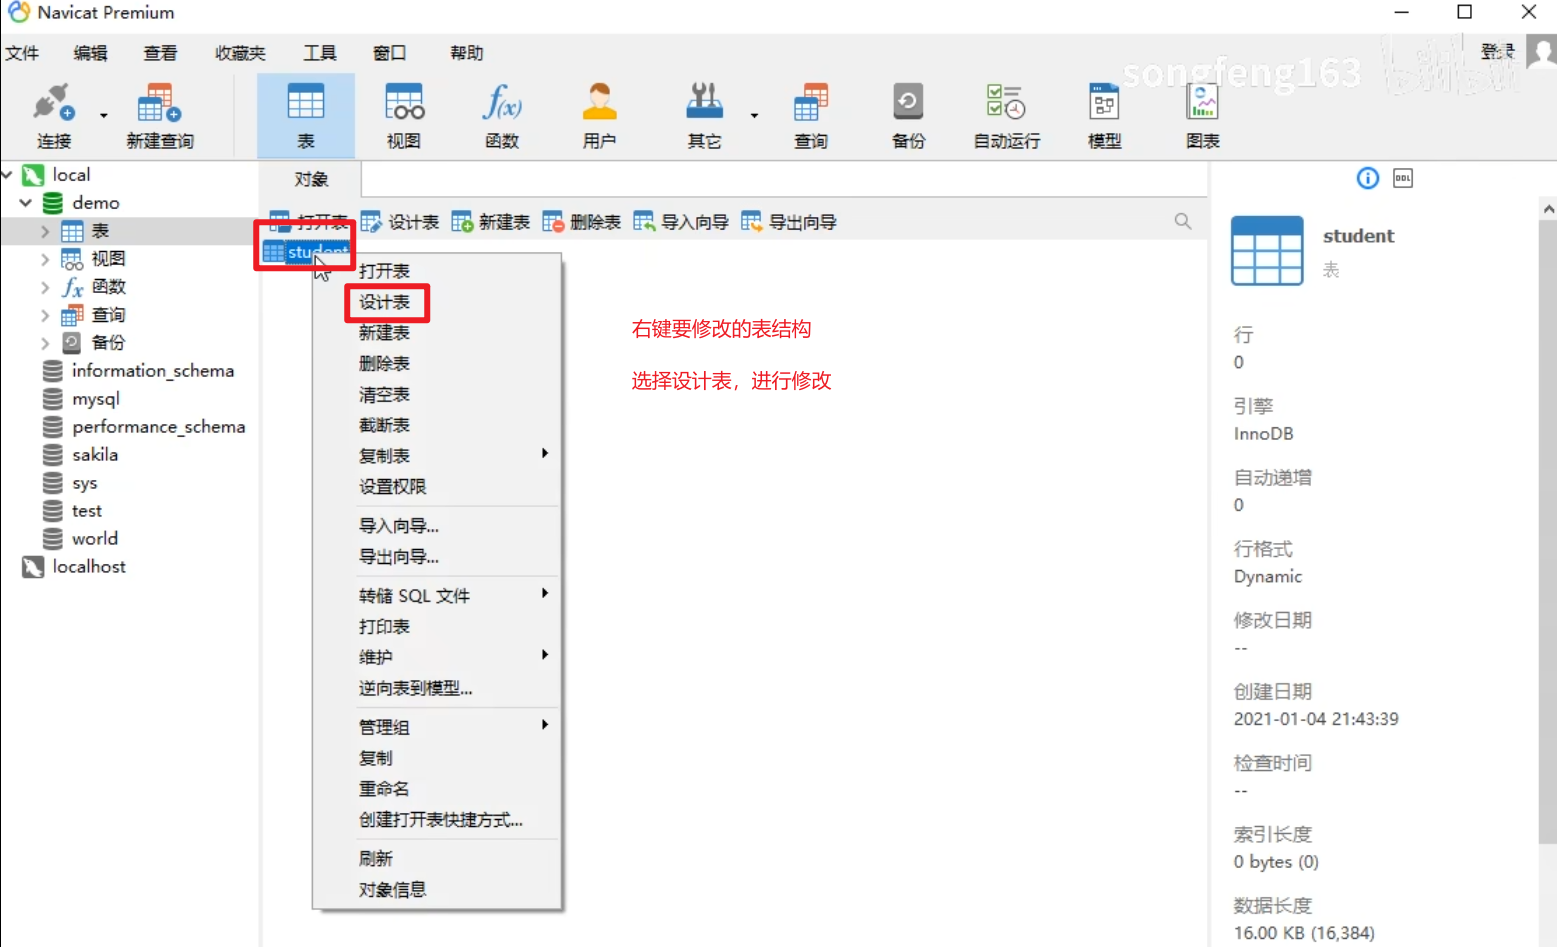 Navicat Premium
文件 编辑 查看 收藏夹 工具 窗口 帮助 登录
songfeng163 bilibili
连接 新建查询 表 视图 函数 用户 其它 查询 备份 自动运行 模型 图表
local
demo
表
视图
函数
查询
备份
information_schema
mysql
performance_schema
sakila
sys
test
world
localhost
对象
打开表 设计表 新建表 删除表 导入向导 导出向导
student
打开表
设计表
新建表
删除表
清空表
截断表
复制表
设置权限
导入向导...
导出向导...
转储 SQL 文件
打印表
维护
逆向表到模型...
管理组
复制
重命名
创建打开表快捷方式...
刷新
对象信息
右键要修改的表结构
选择设计表，进行修改
DDL
student
表
行
0
引擎
InnoDB
自动递增
0
行格式
Dynamic
修改日期
--
创建日期
2021-01-04 21:43:39
检查时间
--
索引长度
0 bytes (0)
数据长度
16.00 KB (16,384)